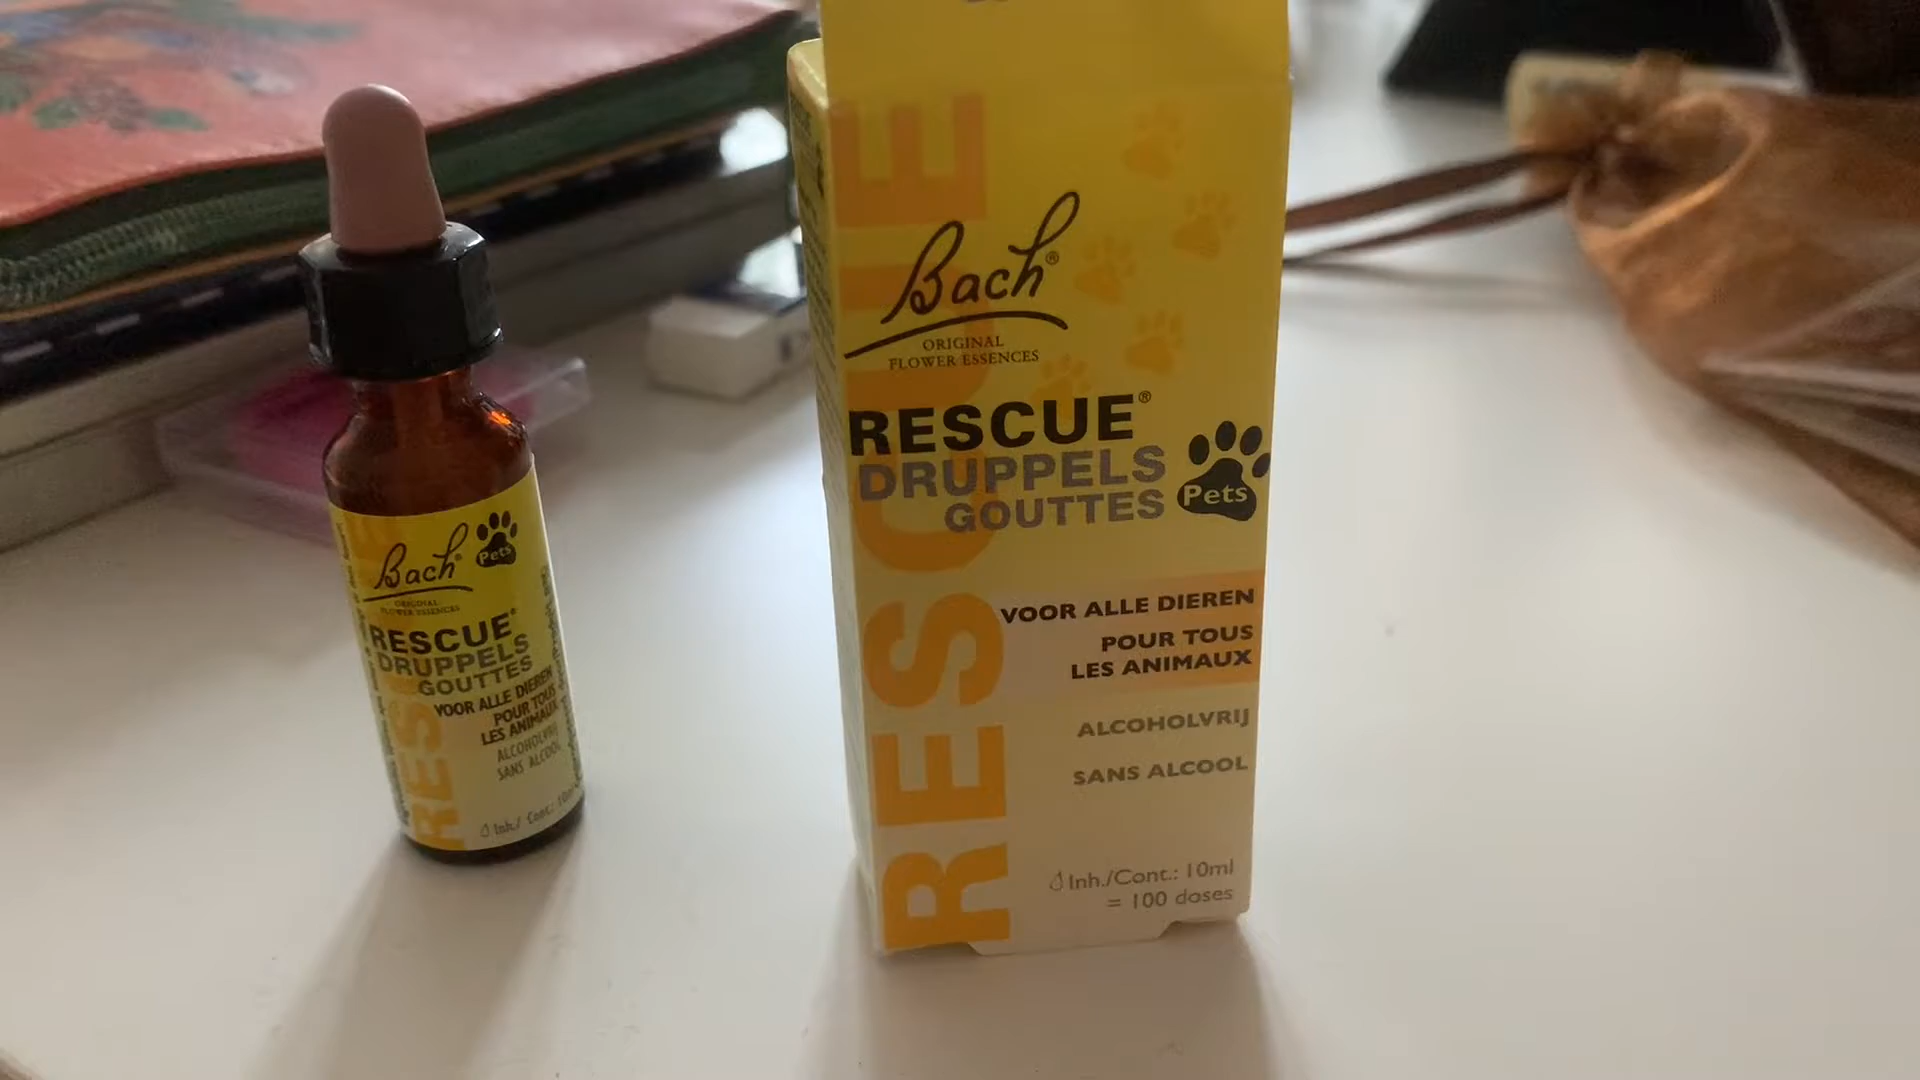 Bach®
Pets
ORIGINAL
FLOWER ESSENCES
RESCUE®
DRUPPELS
GOUTTES
VOOR ALLE DIEREN
POUR TOUS
LES ANIMAUX
ALCOHOLVRIJ
SANS ALCOOL
Inh./ Cont.: 10ml
RESCUE
RESCUE
Bach®
ORIGINAL
FLOWER ESSENCES
RESCUE®
DRUPPELS
GOUTTES
Pets
VOOR ALLE DIEREN
POUR TOUS
LES ANIMAUX
ALCOHOLVRIJ
SANS ALCOOL
Inh./Cont.: 10ml
= 100 doses